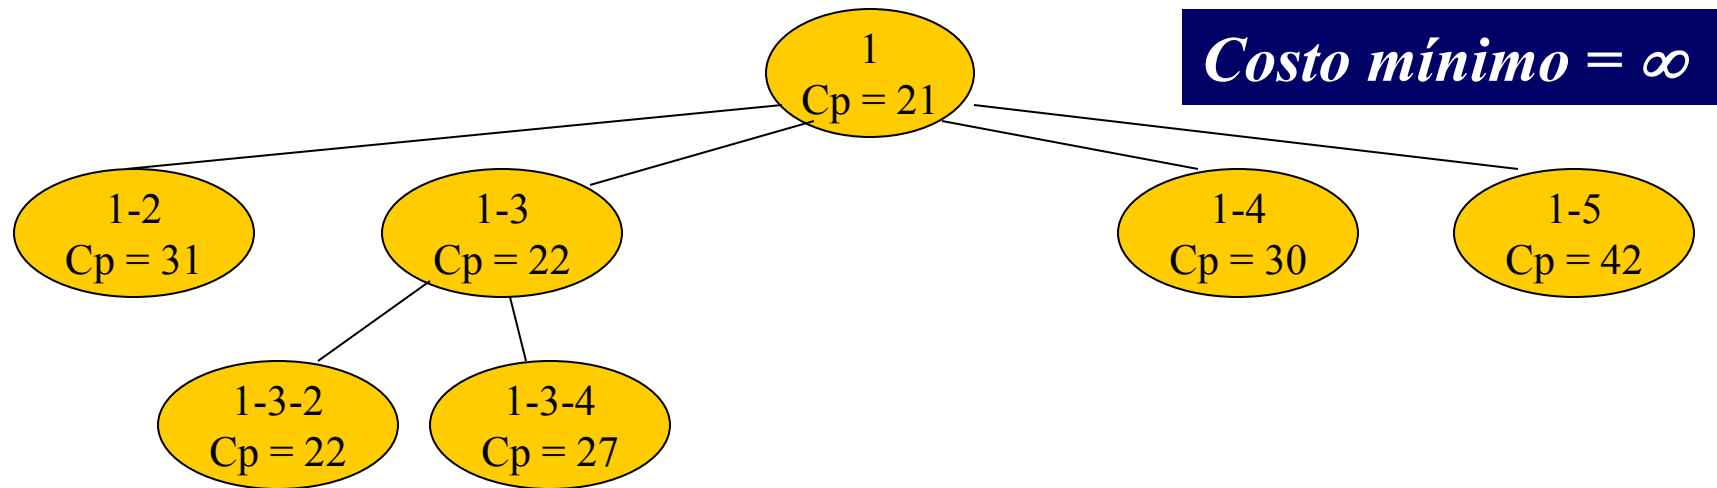 1
Cp = 21
Costo mínimo = ∞
1-2
Cp = 31
1-3
Cp = 22
1-4
Cp = 30
1-5
Cp = 42
1-3-2
Cp = 22
1-3-4
Cp = 27